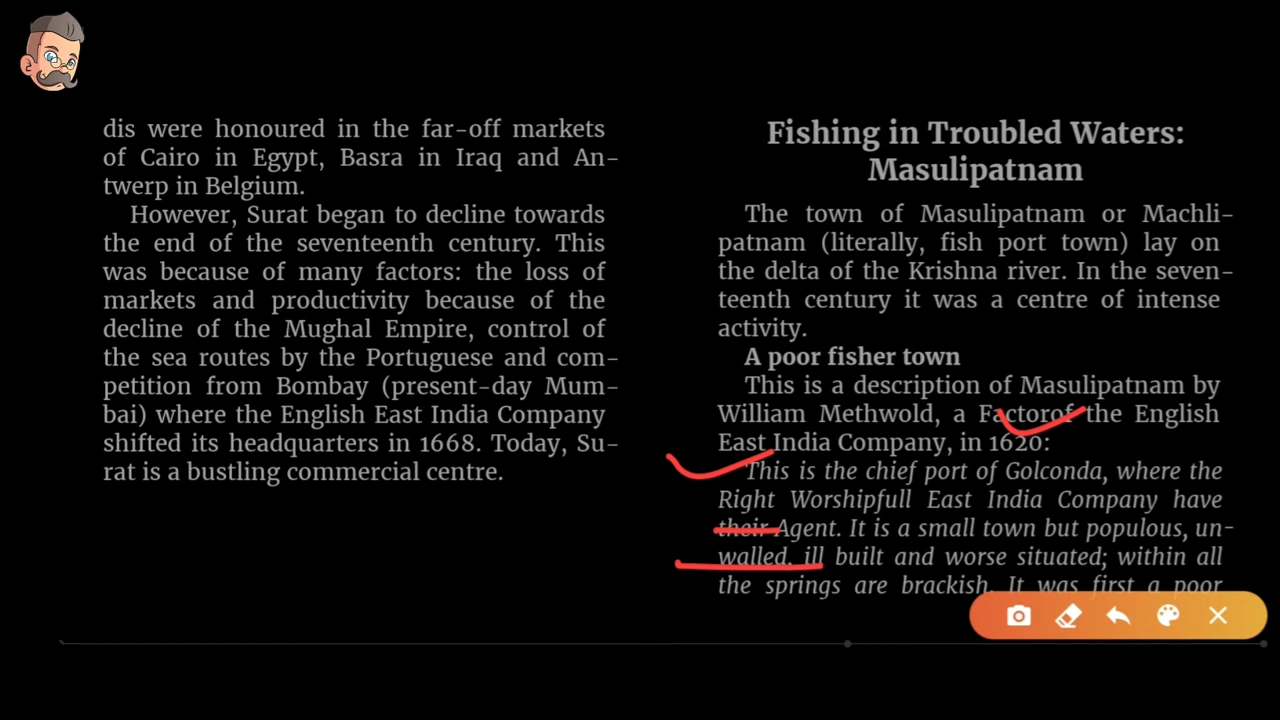 dis were honoured in the far-off markets
of Cairo in Egypt, Basra in Iraq and An-
twerp in Belgium.
However, Surat began to decline towards
the end of the seventeenth century. This
was because of many factors: the loss of
markets and productivity because of the
decline of the Mughal Empire, control of
the sea routes by the Portuguese and com-
petition from Bombay (present-day Mum-
bai) where the English East India Company
shifted its headquarters in 1668. Today, Su-
rat is a bustling commercial centre.
Fishing in Troubled Waters:
Masulipatnam
The town of Masulipatnam or Machli-
patnam (literally, fish port town) lay on
the delta of the Krishna river. In the seven-
teenth century it was a centre of intense
activity.
A poor fisher town
This is a description of Masulipatnam by
William Methwold, a Factorof the English
East India Company, in 1620:
This is the chief port of Golconda, where the
Right Worshipfull East India Company have
their Agent. It is a small town but populous, un-
walled, ill built and worse situated; within all
the springs are brackish. It was first a poor